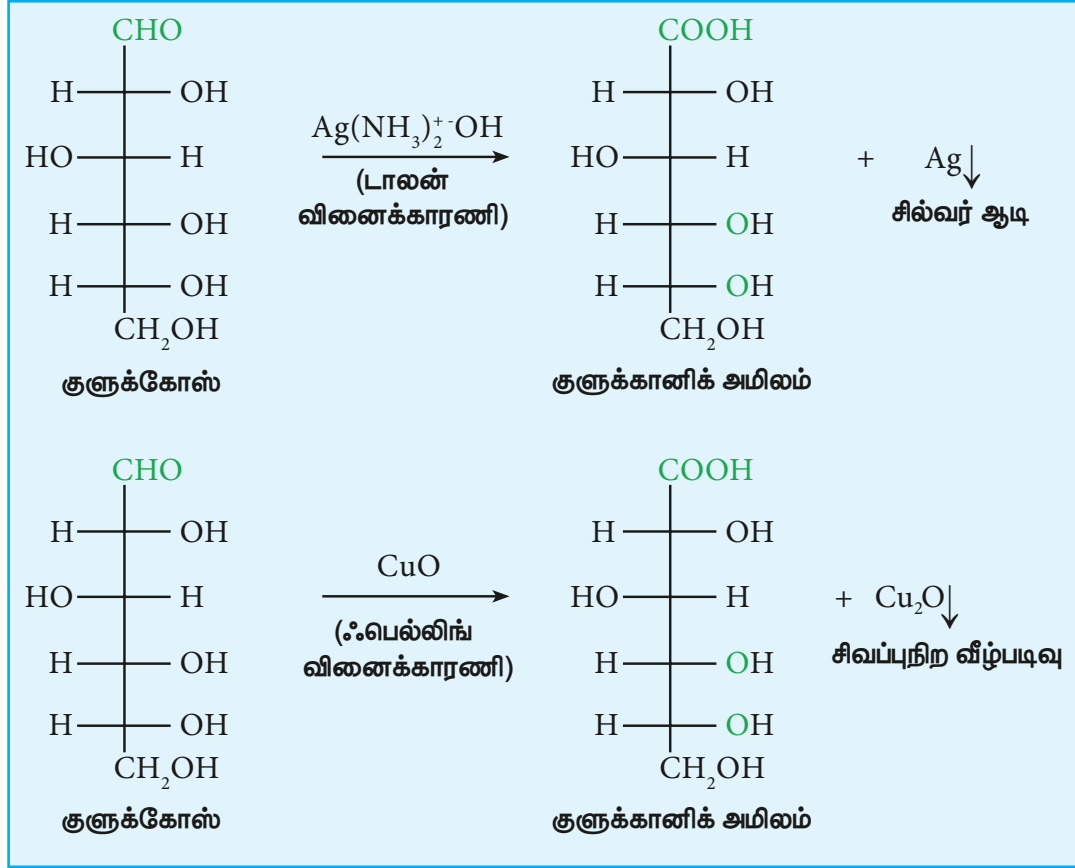 CHO COOH
H OH H OH
Ag(NH₃)₂⁺⁻OH
HO H HO H + Ag↓
(டாலன்
வினைக்காரணி)
சில்வர் ஆடி
H OH H OH
H OH H OH
CH₂OH CH₂OH
குளுக்கோஸ் குளுக்கானிக் அமிலம்
CHO COOH
H OH H OH
CuO
HO H HO H + Cu₂O↓
(ஃபெல்லிங்
வினைக்காரணி)
சிவப்புநிற வீழ்படிவு
H OH H OH
H OH H OH
CH₂OH CH₂OH
குளுக்கோஸ் குளுக்கானிக் அமிலம்